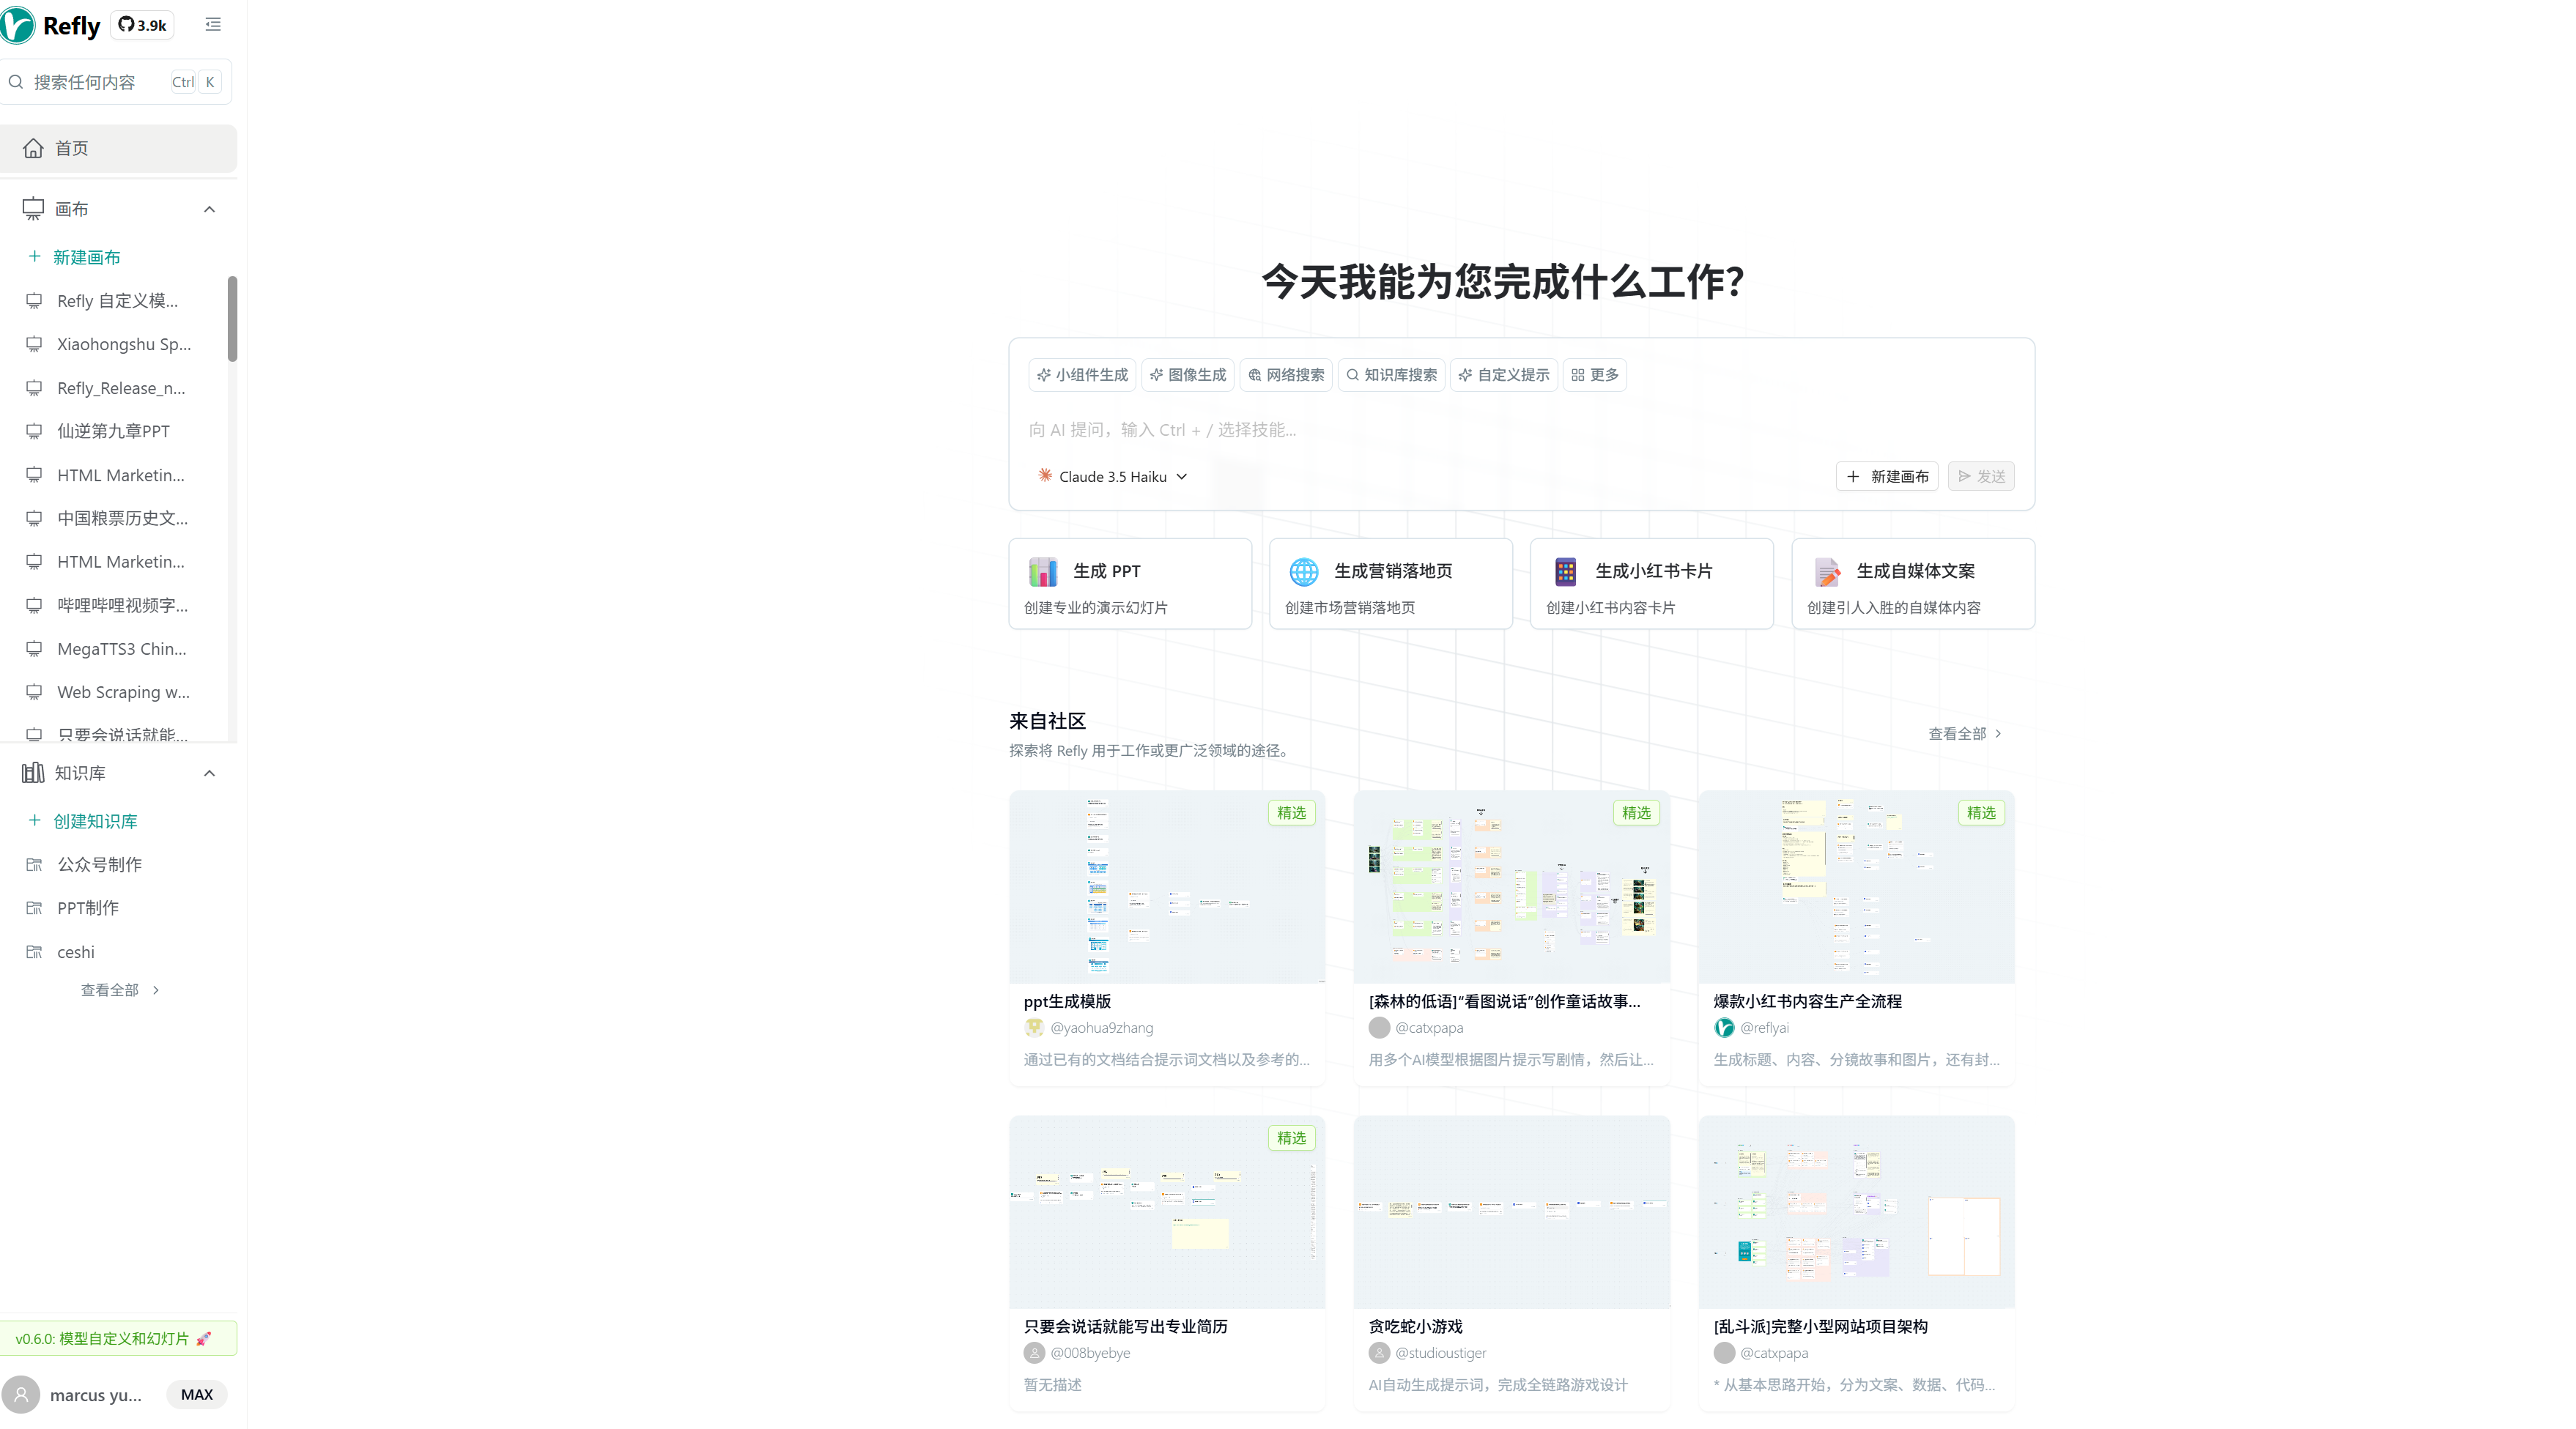 Refly
3.9k
搜索任何内容
Ctrl K
首页
画布
新建画布
Refly 自定义模...
Xiaohongshu Sp...
Refly_Release_n...
仙逆第九章PPT
HTML Marketin...
中国粮票历史文...
HTML Marketin...
哔哩哔哩视频字...
MegaTTS3 Chin...
Web Scraping w...
只要会说话就能...
知识库
创建知识库
公众号制作
PPT制作
ceshi
查看全部
v0.6.0: 模型自定义和幻灯片 🚀
marcus yu...
MAX
今天我能为您完成什么工作?
小组件生成
图像生成
网络搜索
知识库搜索
自定义提示
更多
向 AI 提问，输入 Ctrl + / 选择技能...
Claude 3.5 Haiku
新建画布
发送
生成 PPT
创建专业的演示幻灯片
生成营销落地页
创建市场营销落地页
生成小红书卡片
创建小红书内容卡片
生成自媒体文案
创建引人入胜的自媒体内容
来自社区
探索将 Refly 用于工作或更广泛领域的途径。
查看全部
精选
ppt生成模版
@yaohua9zhang
通过已有的文档结合提示词文档以及参考的...
精选
[森林的低语]“看图说话”创作童话故事...
@catxpapa
用多个AI模型根据图片提示写剧情，然后让...
精选
爆款小红书内容生产全流程
@reflyai
生成标题、内容、分镜故事和图片，还有封...
精选
只要会说话就能写出专业简历
@008byebye
暂无描述
贪吃蛇小游戏
@studioustiger
AI自动生成提示词，完成全链路游戏设计
[乱斗派]完整小型网站项目架构
@catxpapa
* 从基本思路开始，分为文案、数据、代码...